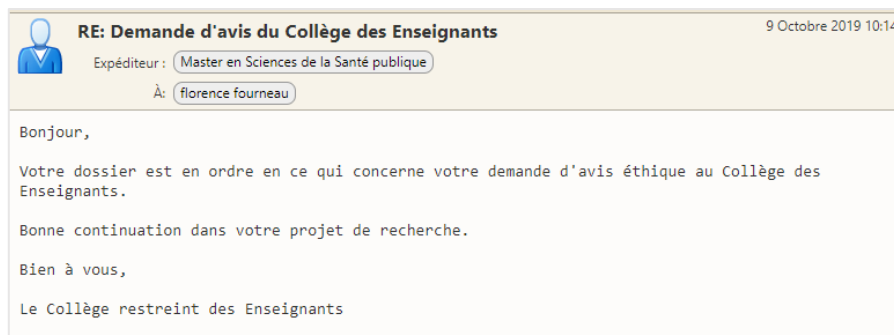 RE: Demande d'avis du Collège des Enseignants
9 Octobre 2019 10:14
Expéditeur : Master en Sciences de la Santé publique
À: florence fourneau
Bonjour,
Votre dossier est en ordre en ce qui concerne votre demande d'avis éthique au Collège des
Enseignants.
Bonne continuation dans votre projet de recherche.
Bien à vous,
Le Collège restreint des Enseignants